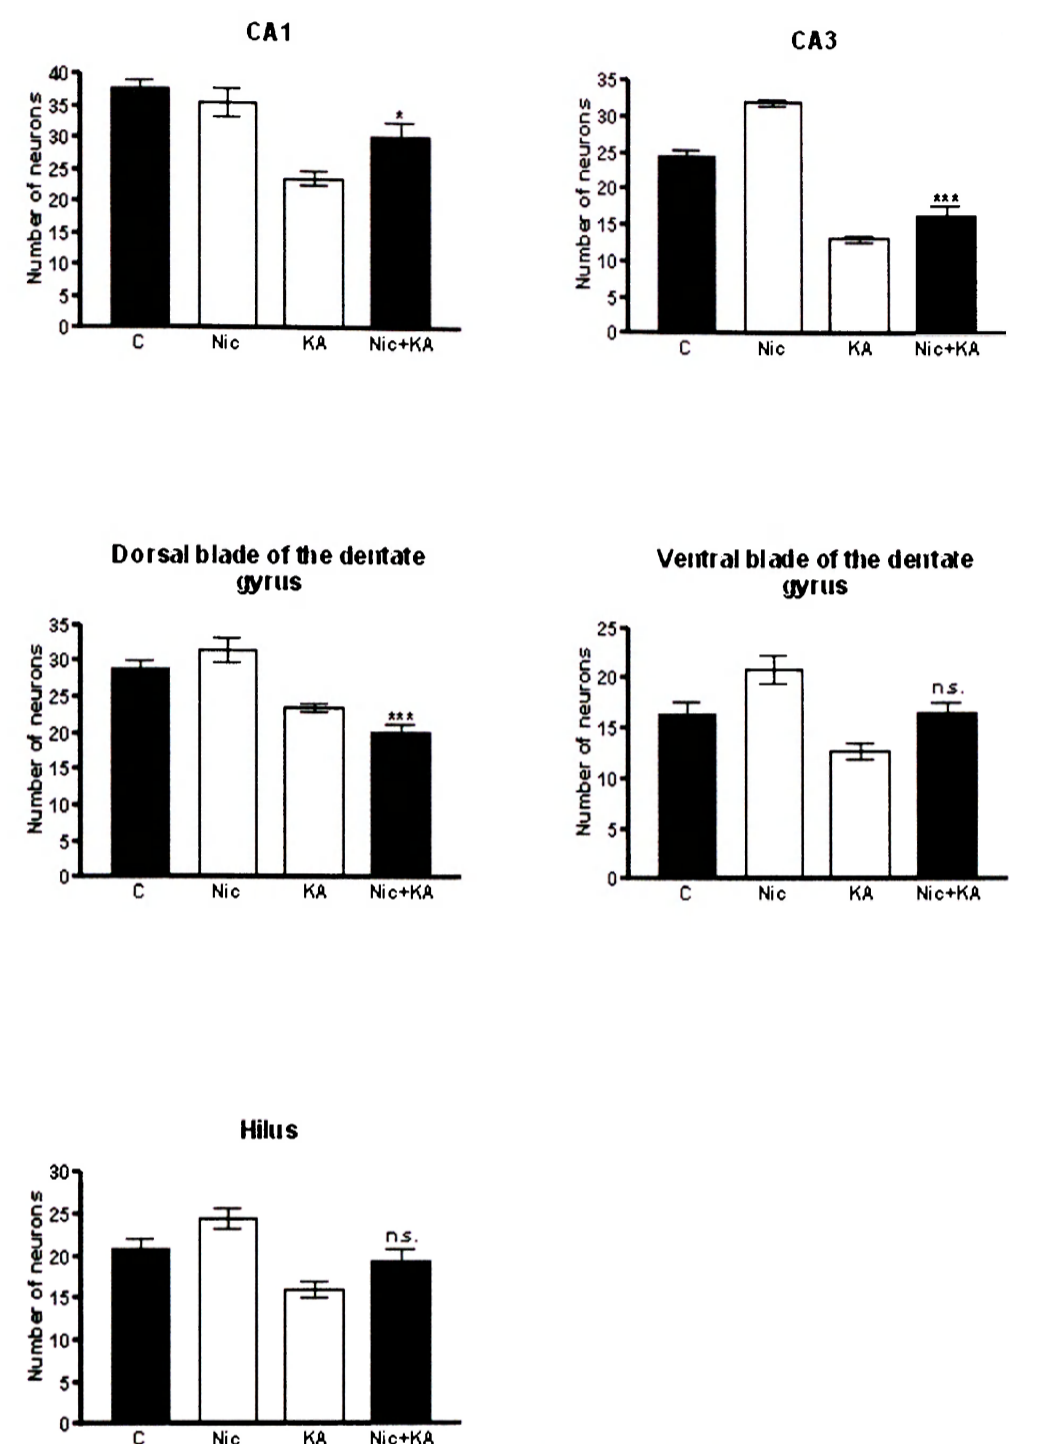 CA1
Number of neurons
40
35
30
25
20
15
10
5
0
*
C Nic KA Nic+KA
CA3
Number of neurons
35
30
25
20
15
10
5
0
***
C Nic KA Nic+KA
Dorsal blade of the dentate
gyrus
Number of neurons
35
30
25
20
15
10
5
0
***
C Nic KA Nic+KA
Ventral blade of the dentate
gyrus
Number of neurons
25
20
15
10
5
0
n.s.
C Nic KA Nic+KA
Hilus
Number of neurons
30
25
20
15
10
5
0
n.s.
C Nic KA Nic+KA